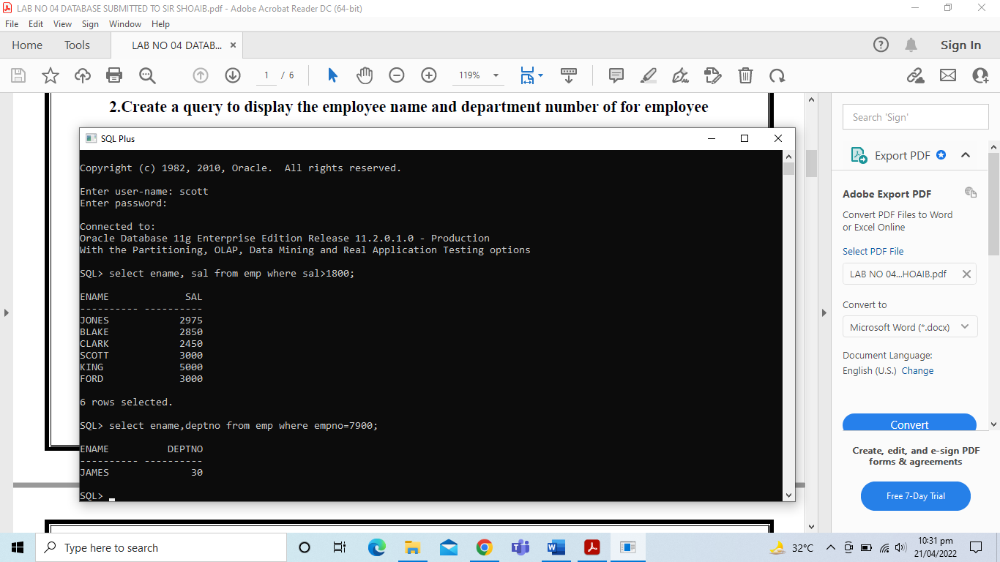 LAB NO 04 DATABASE SUBMITTED TO SIR SHOAIB.pdf - Adobe Acrobat Reader DC (64-bit)
File Edit View Sign Window Help
Home Tools LAB NO 04 DATAB... × Sign In
1 / 6 119%
2.Create a query to display the employee name and department number of for employee
SQL Plus
Copyright (c) 1982, 2010, Oracle.  All rights reserved.
Enter user-name: scott
Enter password:
Connected to:
Oracle Database 11g Enterprise Edition Release 11.2.0.1.0 - Production
With the Partitioning, OLAP, Data Mining and Real Application Testing options
SQL> select ename, sal from emp where sal>1800;
ENAME             SAL
---------- ----------
JONES            2975
BLAKE            2850
CLARK            2450
SCOTT            3000
KING             5000
FORD             3000
6 rows selected.
SQL> select ename,deptno from emp where empno=7900;
ENAME          DEPTNO
---------- ----------
JAMES              30
SQL>
Search 'Sign'
Export PDF
Adobe Export PDF
Convert PDF Files to Word
or Excel Online
Select PDF File
LAB NO 04...HOAIB.pdf
Convert to
Microsoft Word (*.docx)
Document Language:
English (U.S.) Change
Convert
Create, edit, and e-sign PDF
forms & agreements
Free 7-Day Trial
Type here to search
32°C
10:31 pm
21/04/2022